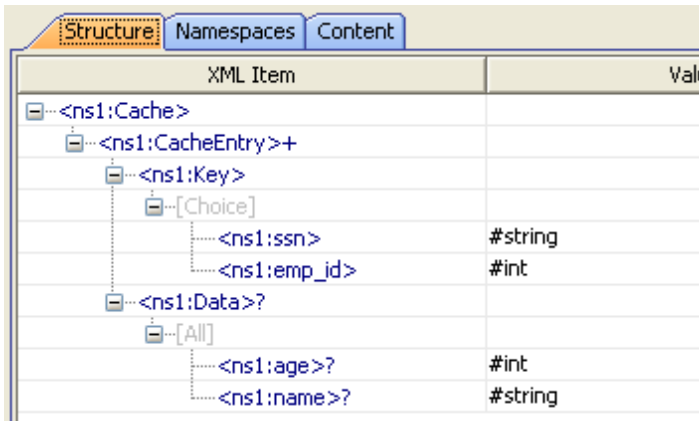 Structure Namespaces Content
XML Item Val
<ns1:Cache>
<ns1:CacheEntry>+
<ns1:Key>
[Choice]
<ns1:ssn> #string
<ns1:emp_id> #int
<ns1:Data>?
[All]
<ns1:age>? #int
<ns1:name>? #string